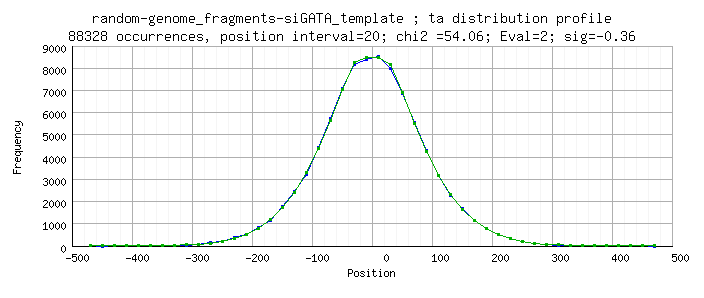 random-genome_fragments-siGATA_template ; ta distribution profile
88328 occurrences, position interval=20; chi2 =54.06; Eval=2; sig=-0.36
9000
8000
7000
6000
5000
4000
3000
2000
1000
0
Frequency
-500 -400 -300 -200 -100 0 100 200 300 400 500
Position